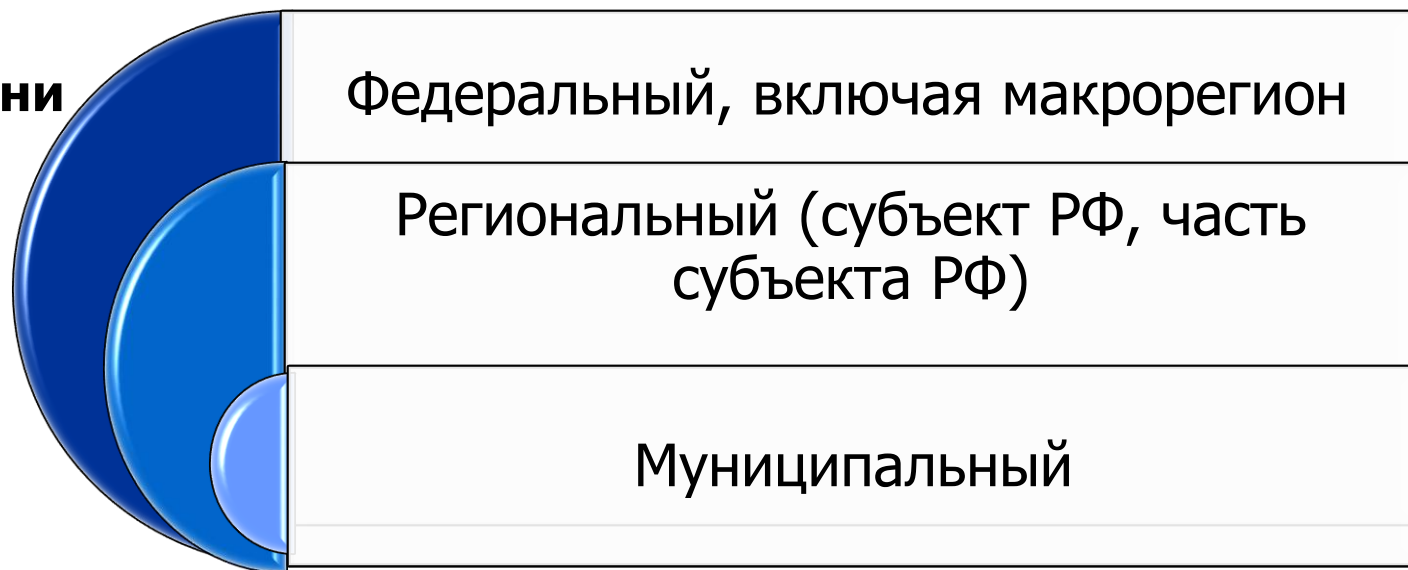 ни
Федеральный, включая макрорегион
Региональный (субъект РФ, часть
субъекта РФ)
Муниципальный